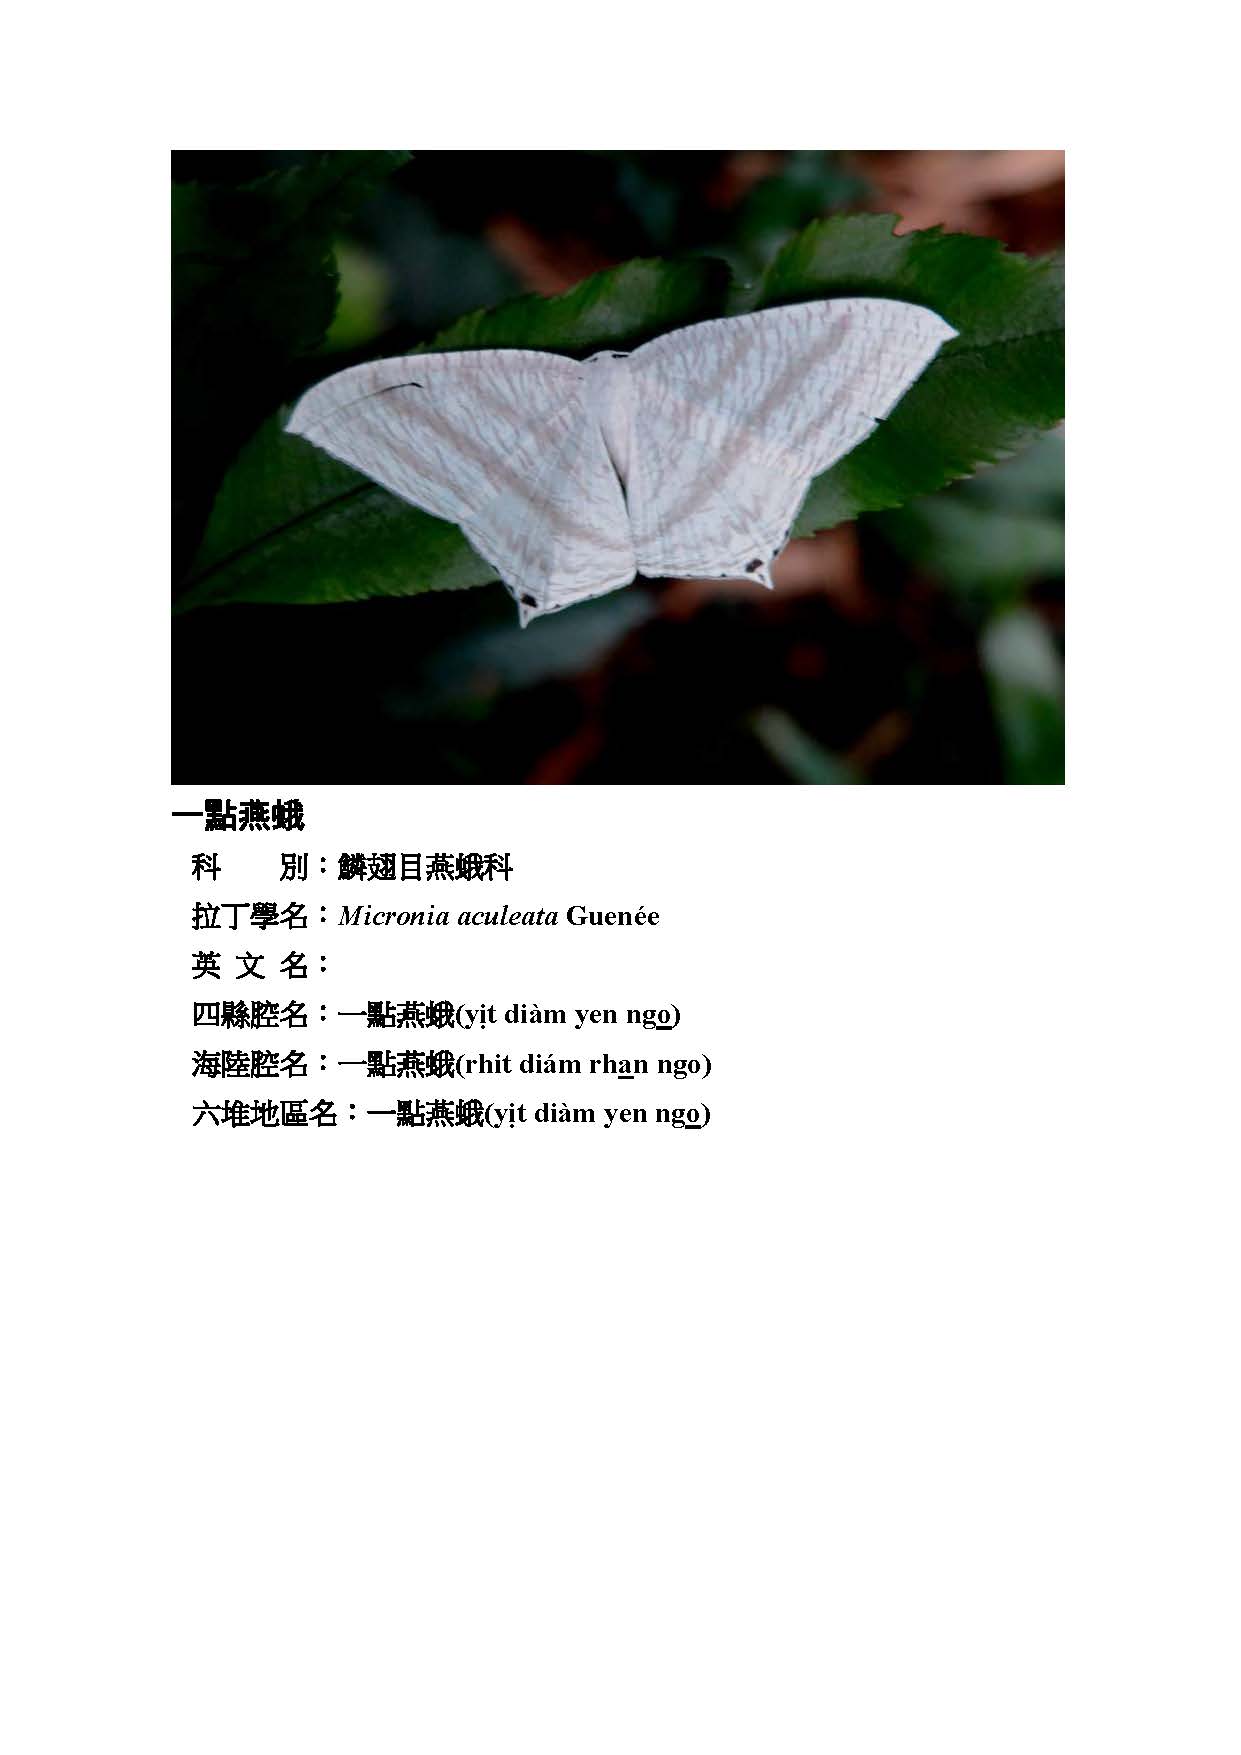 一點燕蛾
科　　別：鱗翅目燕蛾科
拉丁學名：Micronia aculeata Guenée
英 文 名：
四縣腔名：一點燕蛾(yịt diàm yen ngo̲)
海陸腔名：一點燕蛾(rhit diám rha̲n ngo)
六堆地區名：一點燕蛾(yịt diàm yen ngo̲)